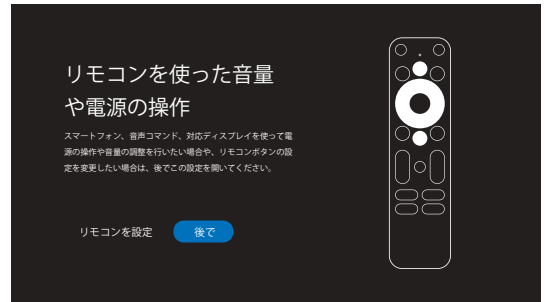 リモコンを使った音量
や電源の操作
スマートフォン、音声コマンド、対応ディスプレイを使って電
源の操作や音量の調整を行いたい場合や、リモコンボタンの設
定を変更したい場合は、後でこの設定を開いてください。
リモコンを設定 後で